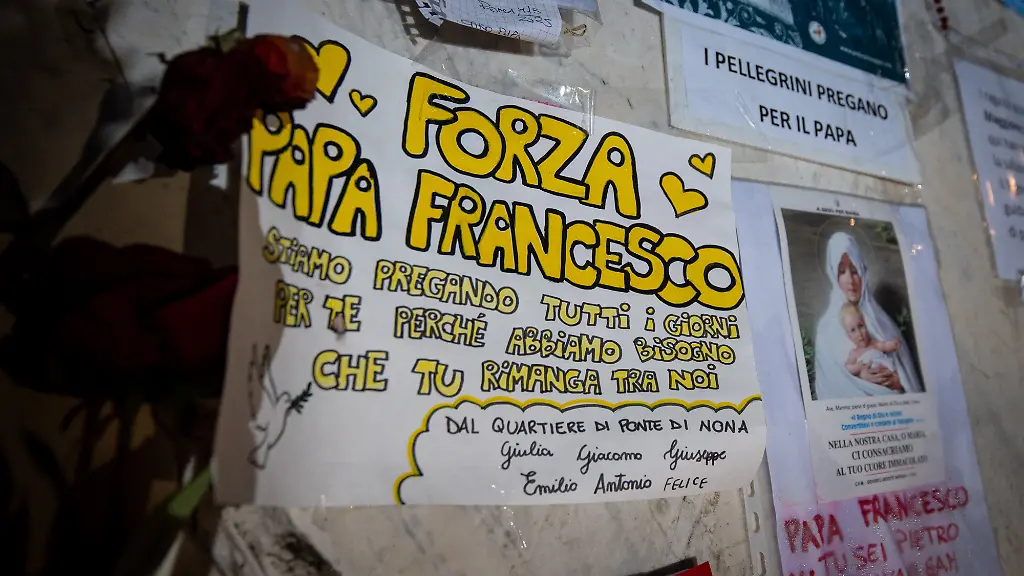 FORZA
PAPA FRANCESCO
STIAMO PREGANDO TUTTI I GIORNI
PER TE PERCHÉ ABBIAMO BISOGNO
CHE TU RIMANGA TRA NOI
DAL QUARTIERE DI PONTE DI NONA
Giulia Giacomo Giuseppe
Emilio Antonio FELICE
I PELLEGRINI PREGANO
PER IL PAPA
NELLA NOSTRA CASA, O MARIA,
CI CONSACRIAMO
AL TUO CUORE IMMACOLATO
PAPA FRANCESCO
TU SEI PIETRO